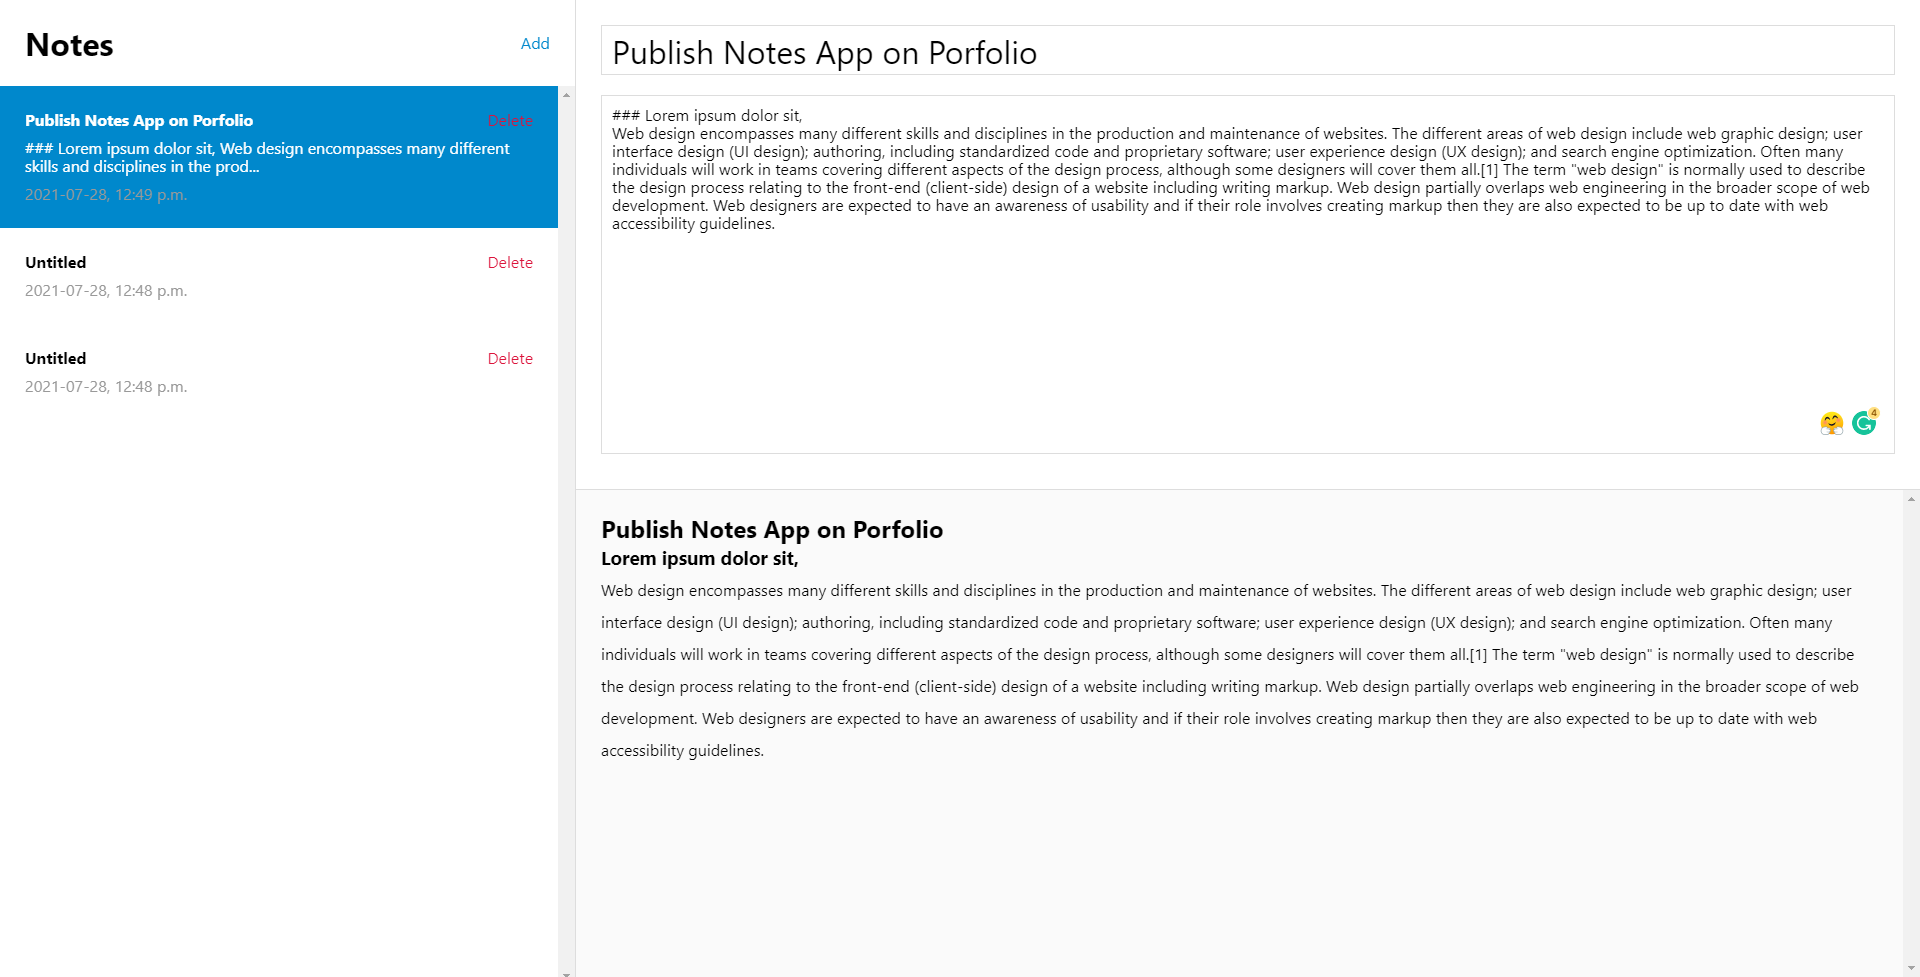 Notes
Add
Publish Notes App on Porfolio
Delete
### Lorem ipsum dolor sit, Web design encompasses many different
skills and disciplines in the prod...
2021-07-28, 12:49 p.m.
Untitled
Delete
2021-07-28, 12:48 p.m.
Untitled
Delete
2021-07-28, 12:48 p.m.
Publish Notes App on Porfolio
### Lorem ipsum dolor sit,
Web design encompasses many different skills and disciplines in the production and maintenance of websites. The different areas of web design include web graphic design; user
interface design (UI design); authoring, including standardized code and proprietary software; user experience design (UX design); and search engine optimization. Often many
individuals will work in teams covering different aspects of the design process, although some designers will cover them all.[1] The term "web design" is normally used to describe
the design process relating to the front-end (client-side) design of a website including writing markup. Web design partially overlaps web engineering in the broader scope of web
development. Web designers are expected to have an awareness of usability and if their role involves creating markup then they are also expected to be up to date with web
accessibility guidelines.
4
Publish Notes App on Porfolio
Lorem ipsum dolor sit,
Web design encompasses many different skills and disciplines in the production and maintenance of websites. The different areas of web design include web graphic design; user
interface design (UI design); authoring, including standardized code and proprietary software; user experience design (UX design); and search engine optimization. Often many
individuals will work in teams covering different aspects of the design process, although some designers will cover them all.[1] The term "web design" is normally used to describe
the design process relating to the front-end (client-side) design of a website including writing markup. Web design partially overlaps web engineering in the broader scope of web
development. Web designers are expected to have an awareness of usability and if their role involves creating markup then they are also expected to be up to date with web
accessibility guidelines.